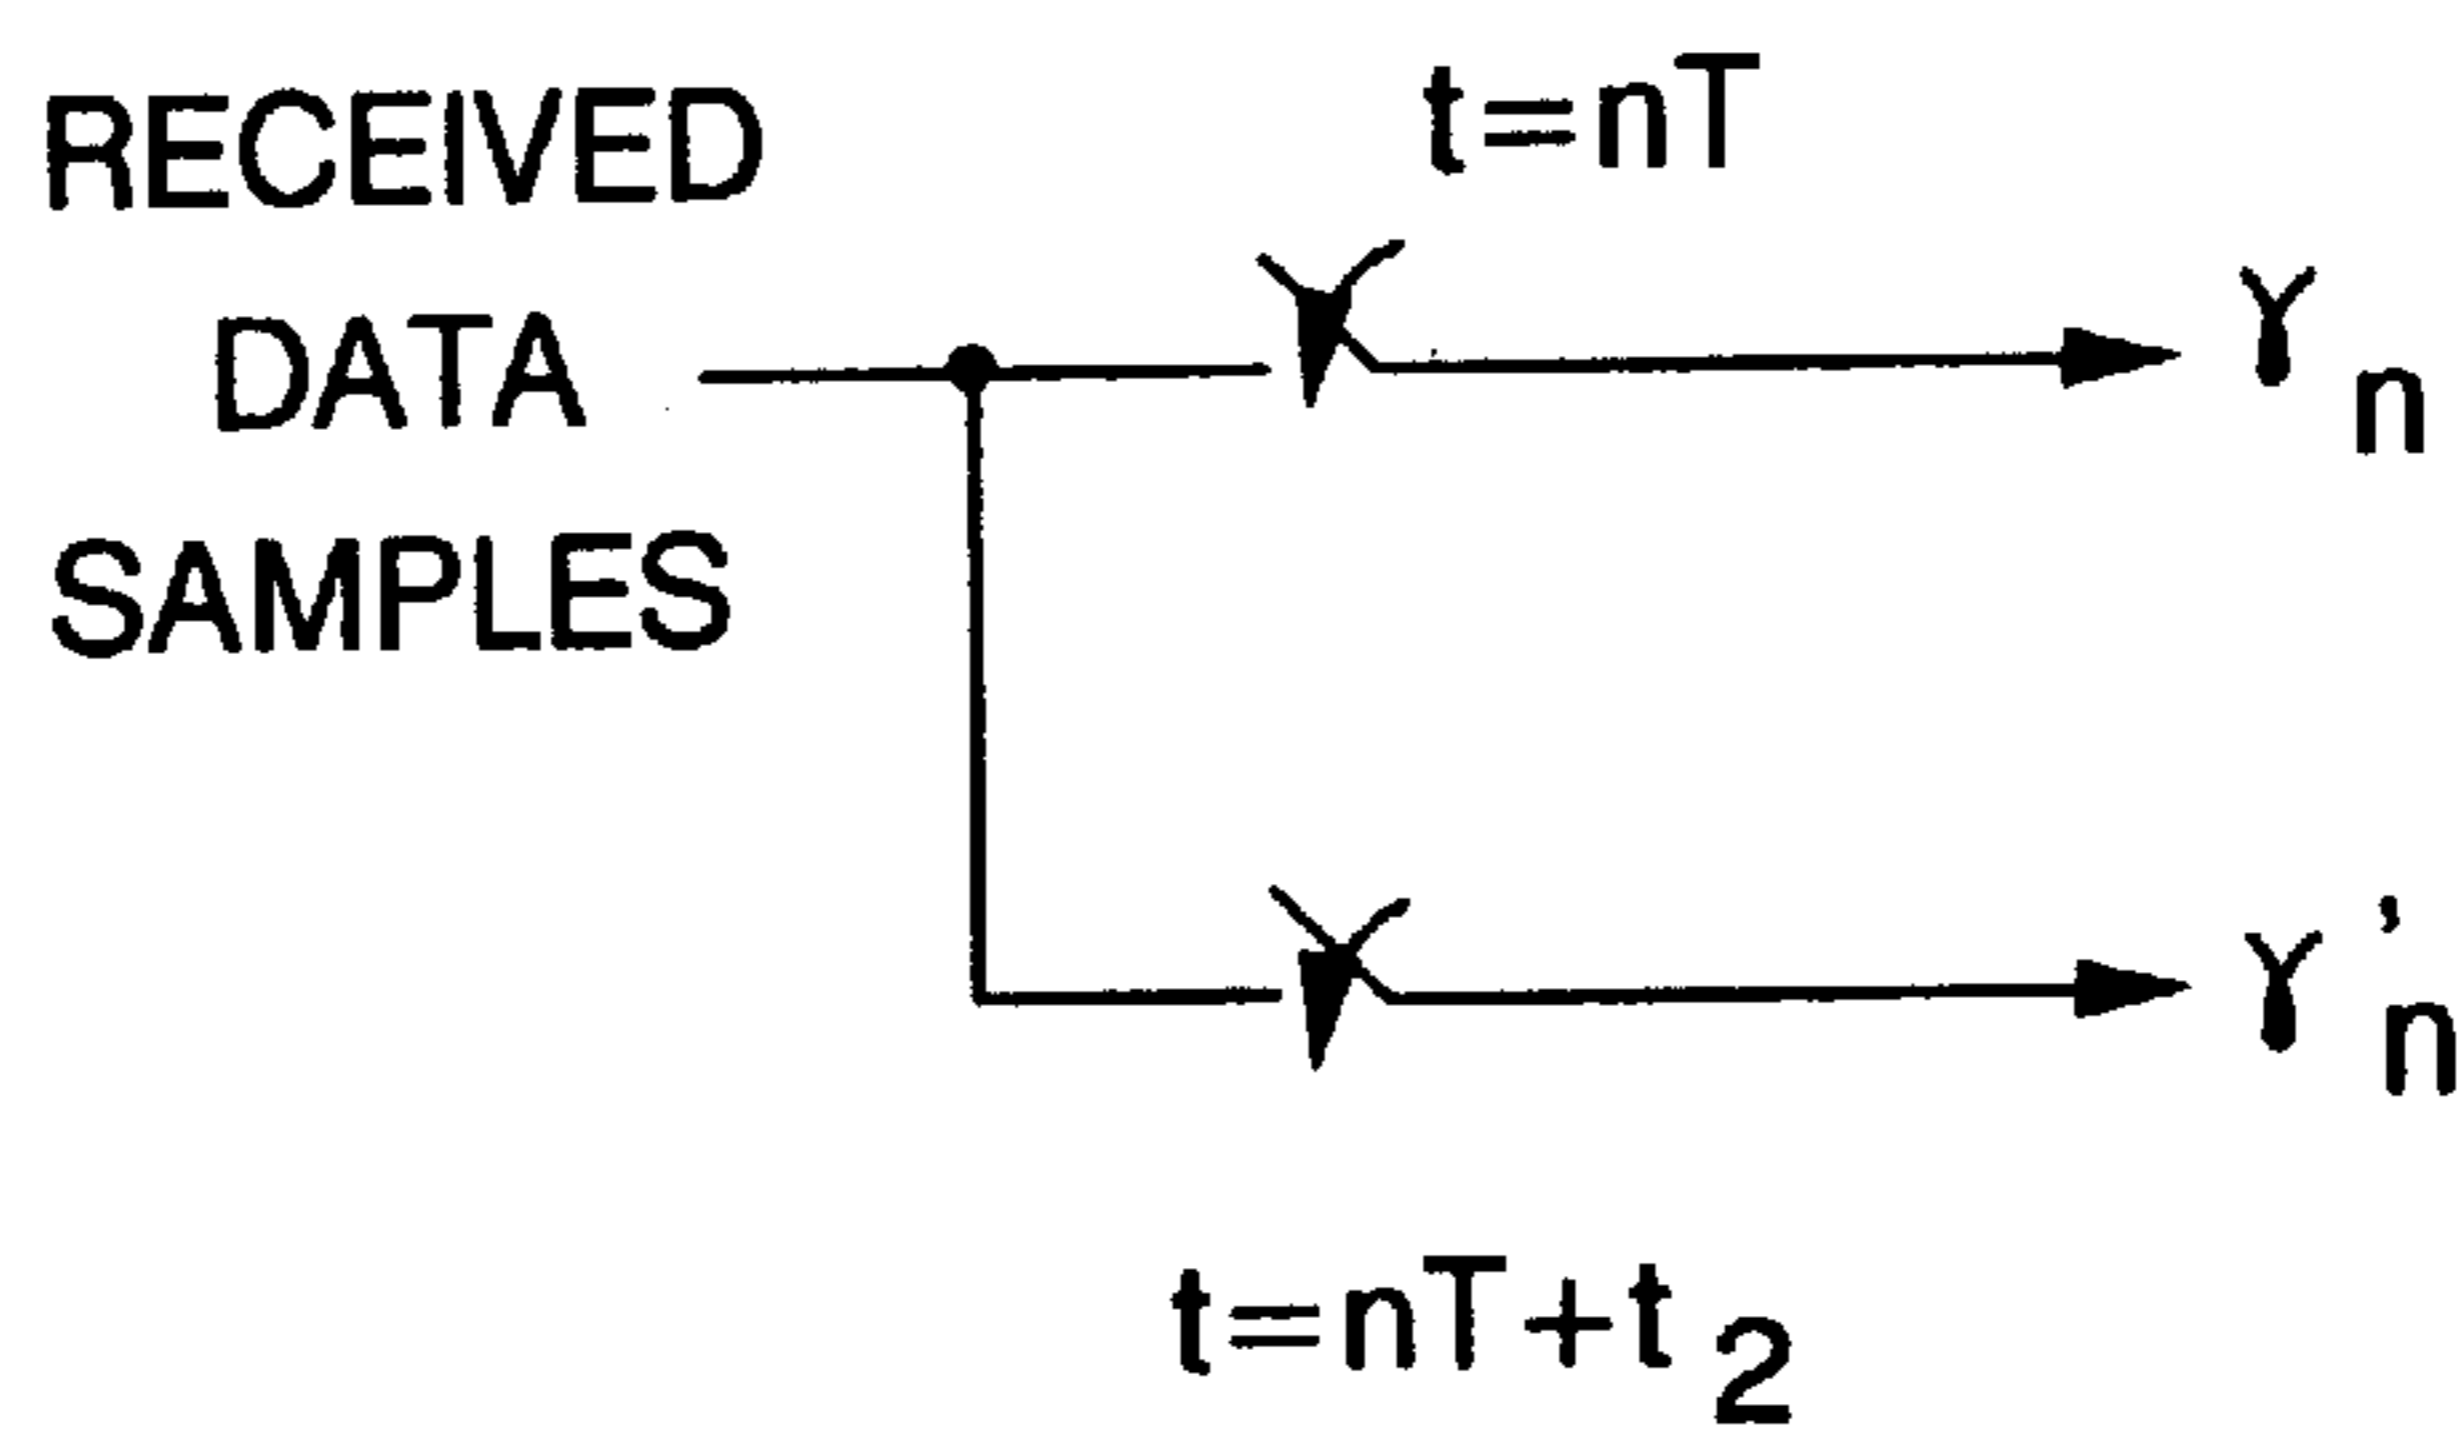 RECEIVED
DATA
SAMPLES
t=nT
γ n
γ' n
t=nT+t 2